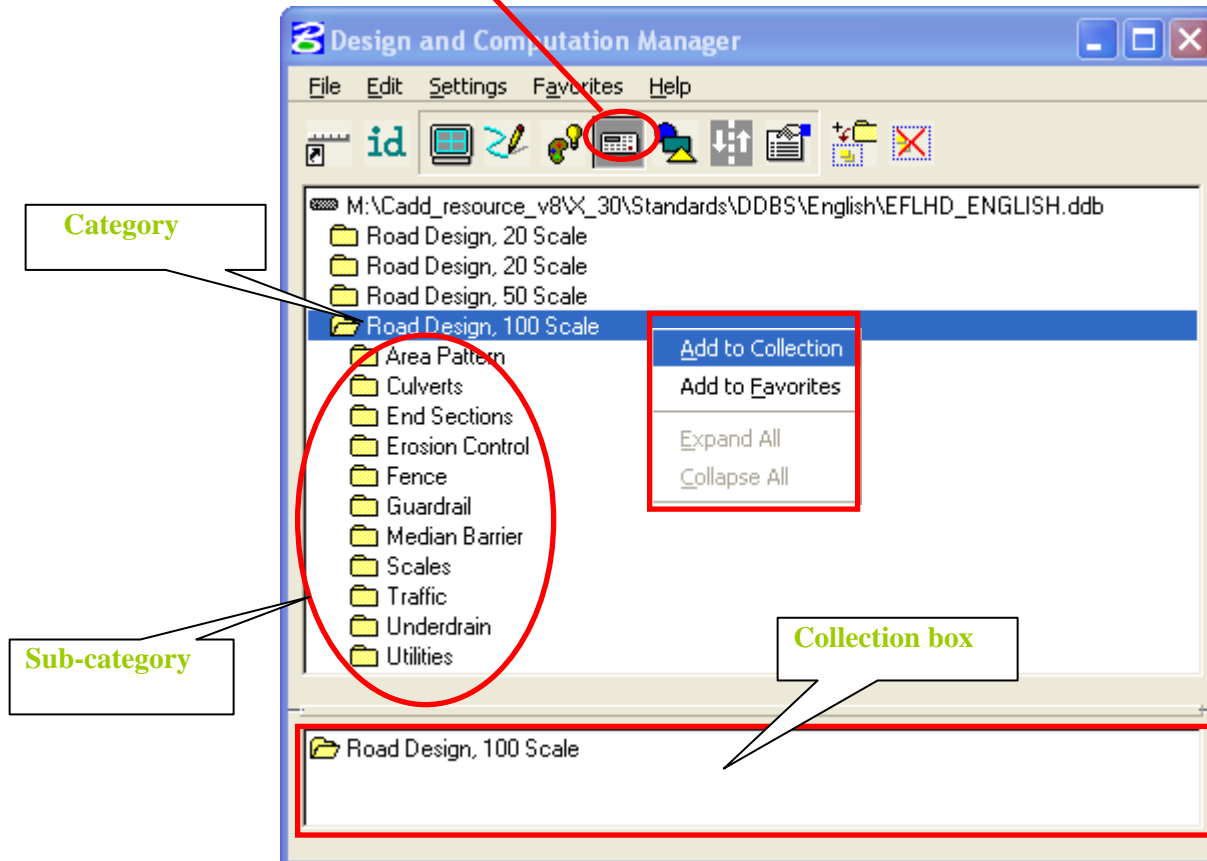 Design and Computation Manager
File Edit Settings Favorites Help
id
M:\Cadd_resource_v8\X_30\Standards\DDBS\English\EFLHD_ENGLISH.ddb
Category
Road Design, 20 Scale
Road Design, 20 Scale
Road Design, 50 Scale
Road Design, 100 Scale
Area Pattern
Culverts
End Sections
Erosion Control
Fence
Guardrail
Median Barrier
Scales
Traffic
Underdrain
Utilities
Add to Collection
Add to Favorites
Expand All
Collapse All
Sub-category
Collection box
Road Design, 100 Scale